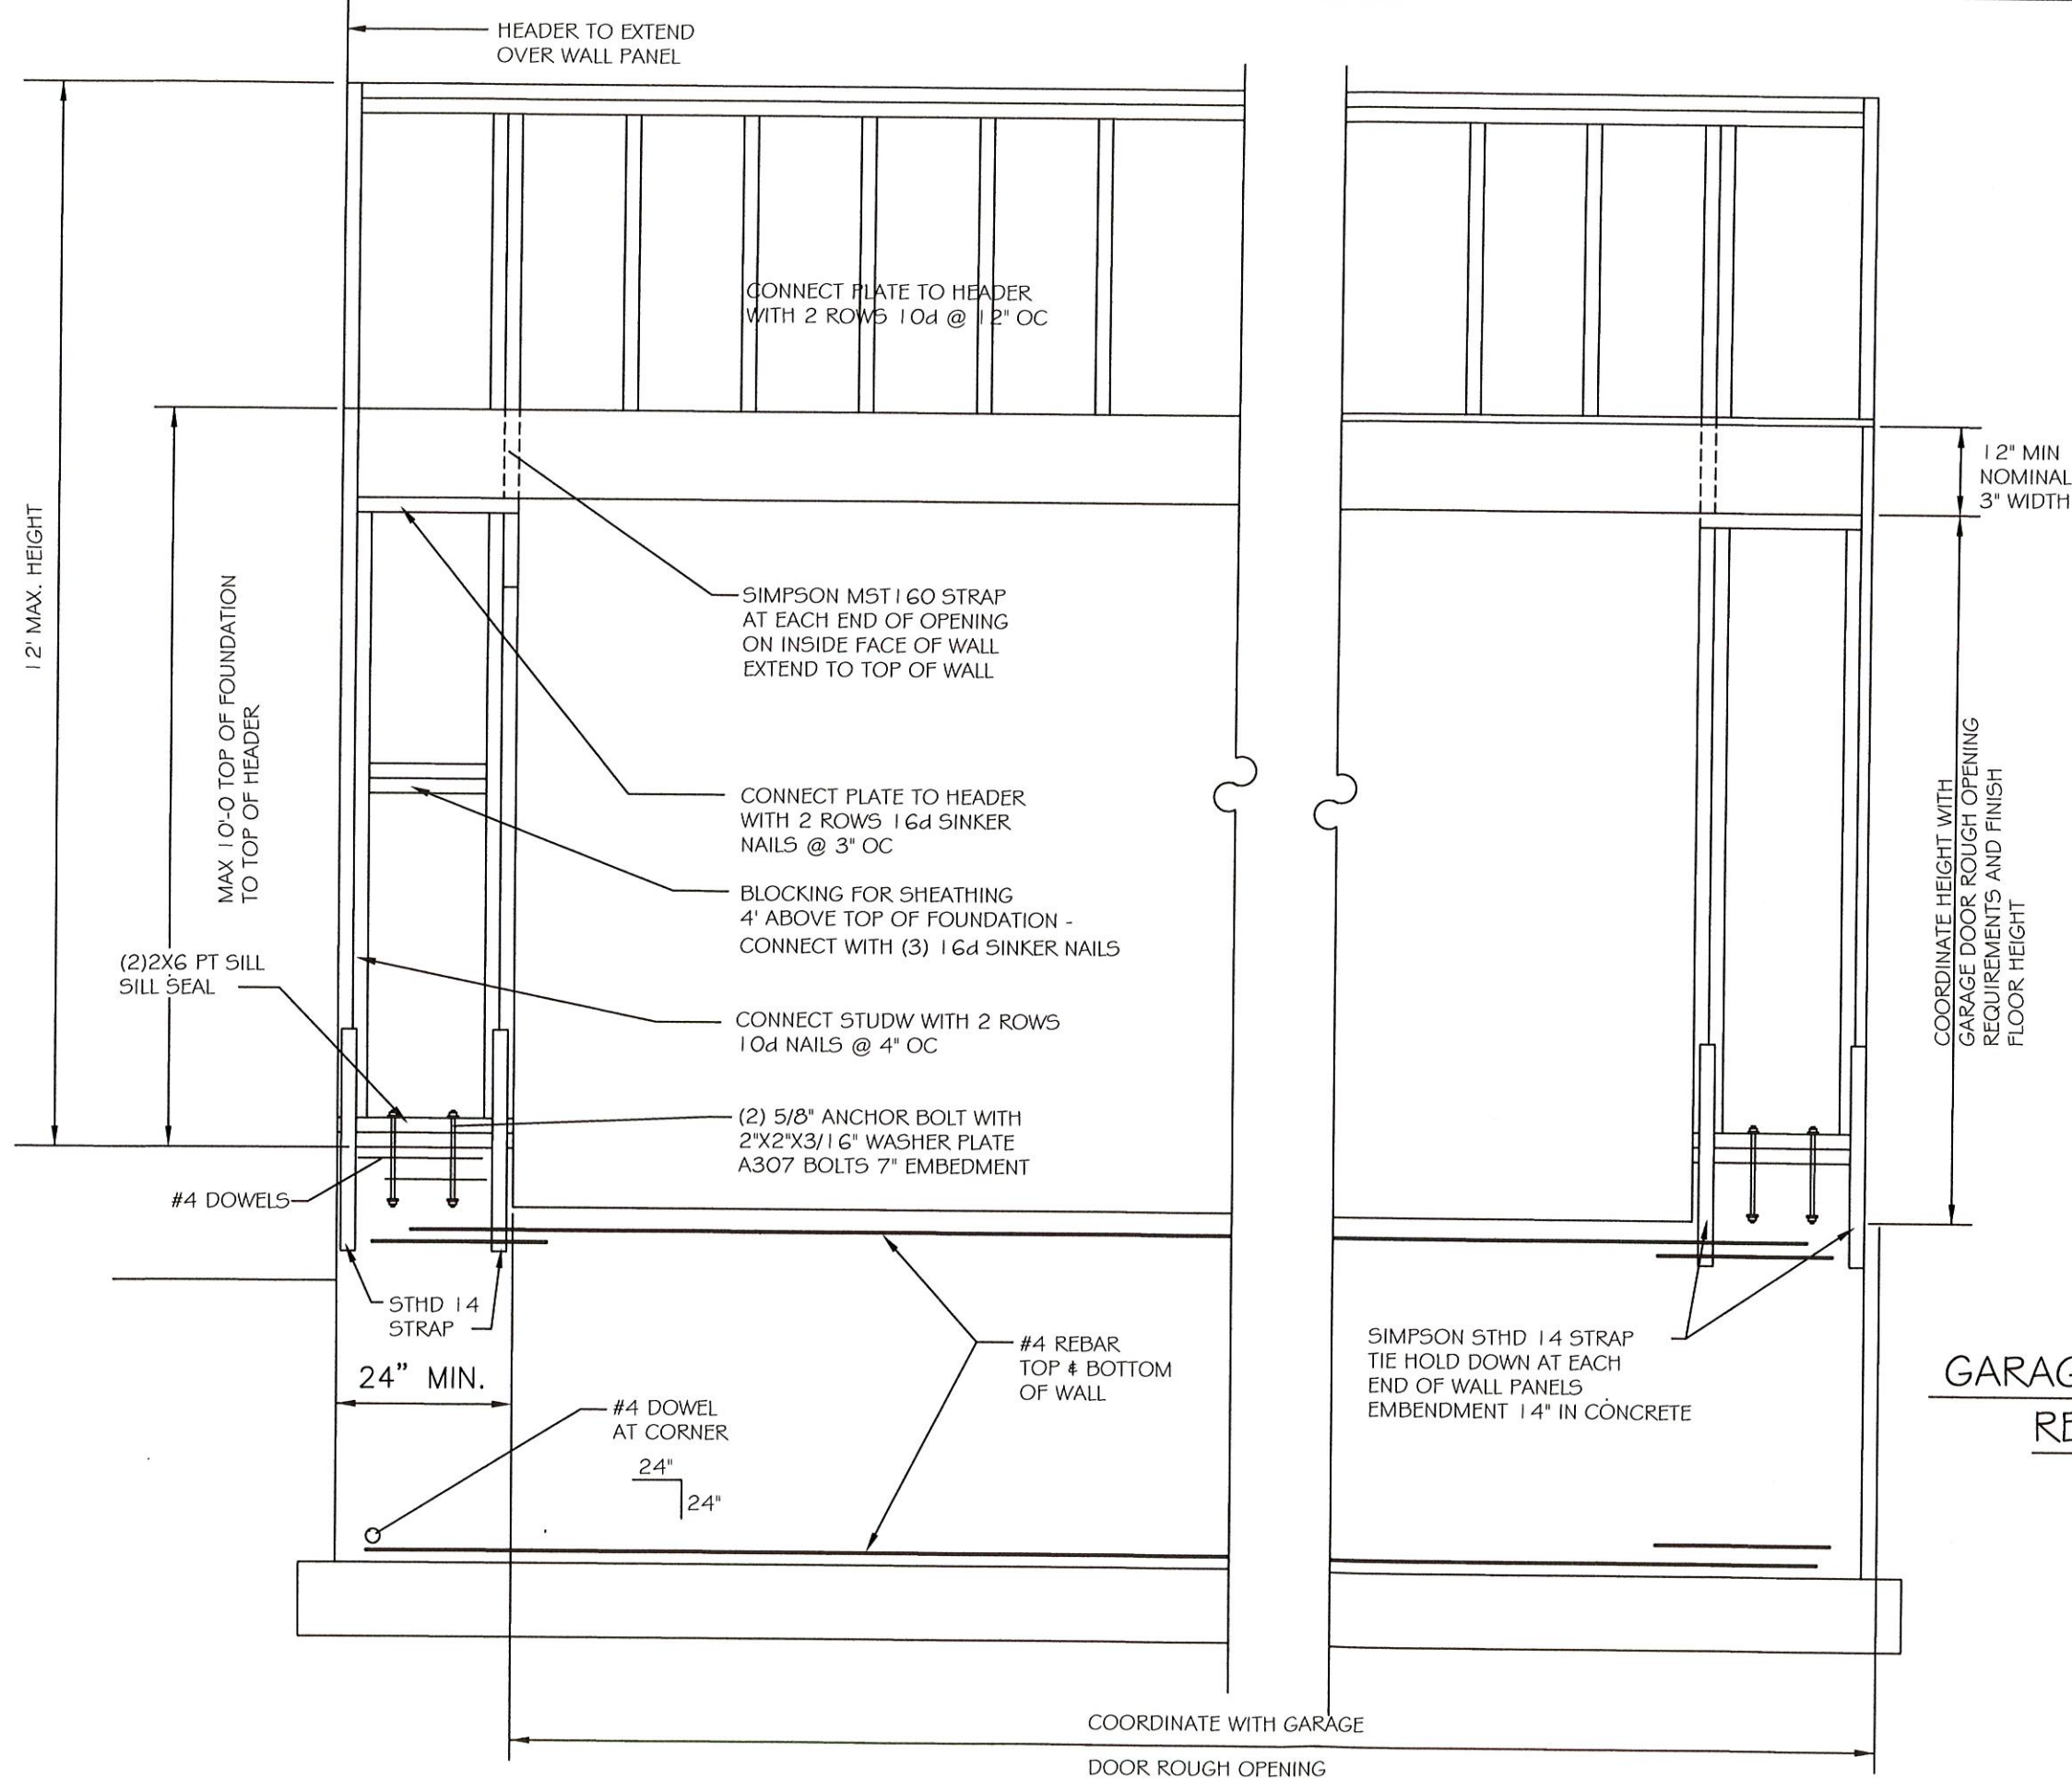 HEADER TO EXTEND
OVER WALL PANEL
CONNECT PLATE TO HEADER
WITH 2 ROWS 10d @ 12" OC
12" MIN
NOMINAL
3" WIDTH
12' MAX. HEIGHT
MAX 10'-0 TOP OF FOUNDATION
TO TOP OF HEADER
SIMPSON MST160 STRAP
AT EACH END OF OPENING
ON INSIDE FACE OF WALL
EXTEND TO TOP OF WALL
CONNECT PLATE TO HEADER
WITH 2 ROWS 16d SINKER
NAILS @ 3" OC
BLOCKING FOR SHEATHING
4' ABOVE TOP OF FOUNDATION -
CONNECT WITH (3) 16d SINKER NAILS
COORDINATE HEIGHT WITH
GARAGE DOOR ROUGH OPENING
REQUIREMENTS AND FINISH
FLOOR HEIGHT
(2)2X6 PT SILL
SILL SEAL
CONNECT STUDW WITH 2 ROWS
10d NAILS @ 4" OC
(2) 5/8" ANCHOR BOLT WITH
2"X2"X3/16" WASHER PLATE
A307 BOLTS 7" EMBEDMENT
#4 DOWELS
STHD 14
STRAP
24” MIN.
#4 REBAR
TOP & BOTTOM
OF WALL
SIMPSON STHD 14 STRAP
TIE HOLD DOWN AT EACH
END OF WALL PANELS
EMBENDMENT 14" IN CONCRETE
GARAG
RE
#4 DOWEL
AT CORNER
24"
24"
COORDINATE WITH GARAGE
DOOR ROUGH OPENING